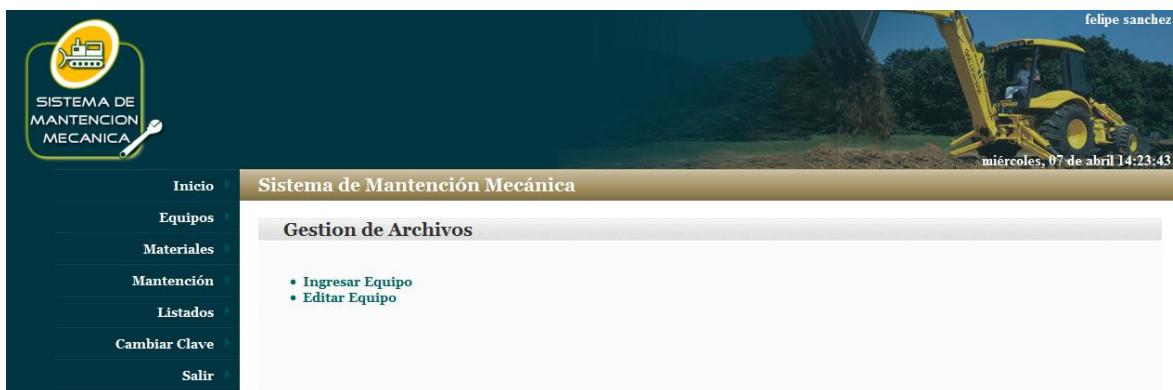 felipe sanchez
SISTEMA DE
MANTENCION
MECANICA
miércoles, 07 de abril 14:23:43
Inicio
Equipos
Materiales
Mantención
Listados
Cambiar Clave
Salir
Sistema de Mantención Mecánica
Gestion de Archivos
• Ingresar Equipo
• Editar Equipo